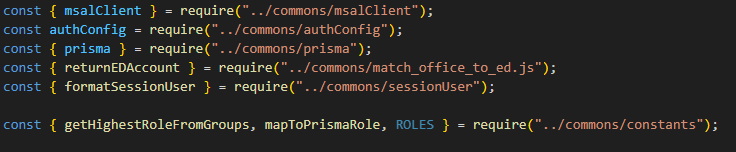 const { msalClient } = require("../commons/msalClient");
const authConfig = require("../commons/authConfig");
const { prisma } = require("../commons/prisma");
const { returnEDAccount } = require("../commons/match_office_to_ed.js");
const { formatSessionUser } = require("../commons/sessionUser");
const { getHighestRoleFromGroups, mapToPrismaRole, ROLES } = require("../commons/constants");